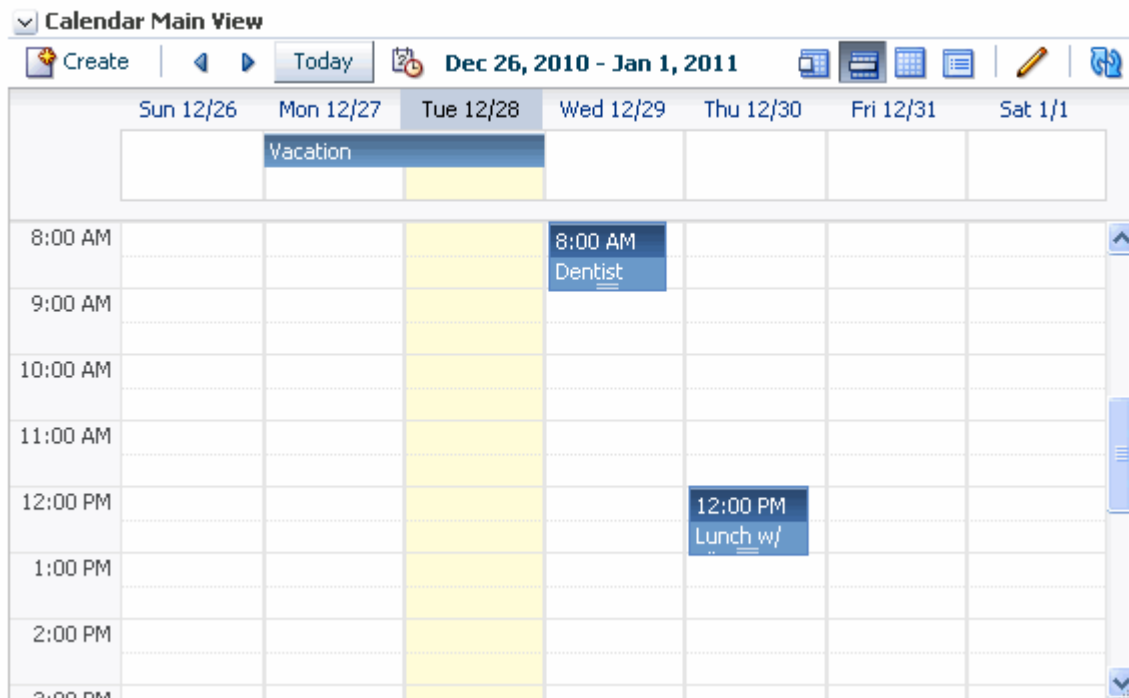 Calendar Main View
Create Today Dec 26, 2010 - Jan 1, 2011
Sun 12/26 Mon 12/27 Tue 12/28 Wed 12/29 Thu 12/30 Fri 12/31 Sat 1/1
Vacation
8:00 AM 8:00 AM
Dentist
9:00 AM
10:00 AM
11:00 AM
12:00 PM 12:00 PM
Lunch w/
1:00 PM
2:00 PM